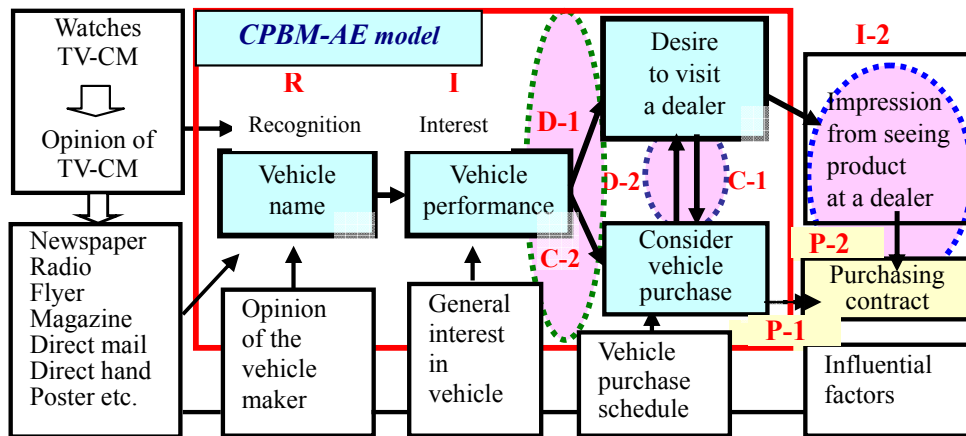 Watches
TV-CM
Opinion of
TV-CM
Newspaper
Radio
Flyer
Magazine
Direct mail
Direct hand
Poster etc.
CPBM-AE model
R
I
Recognition
Interest
Vehicle
name
Vehicle
performance
Opinion
of the
vehicle
maker
General
interest
in
vehicle
D-1
D-2
C-1
C-2
Desire
to visit
a dealer
Consider
vehicle
purchase
Vehicle
purchase
schedule
I-2
Impression
from seeing
product
at a dealer
P-2
Purchasing
contract
P-1
Influential
factors